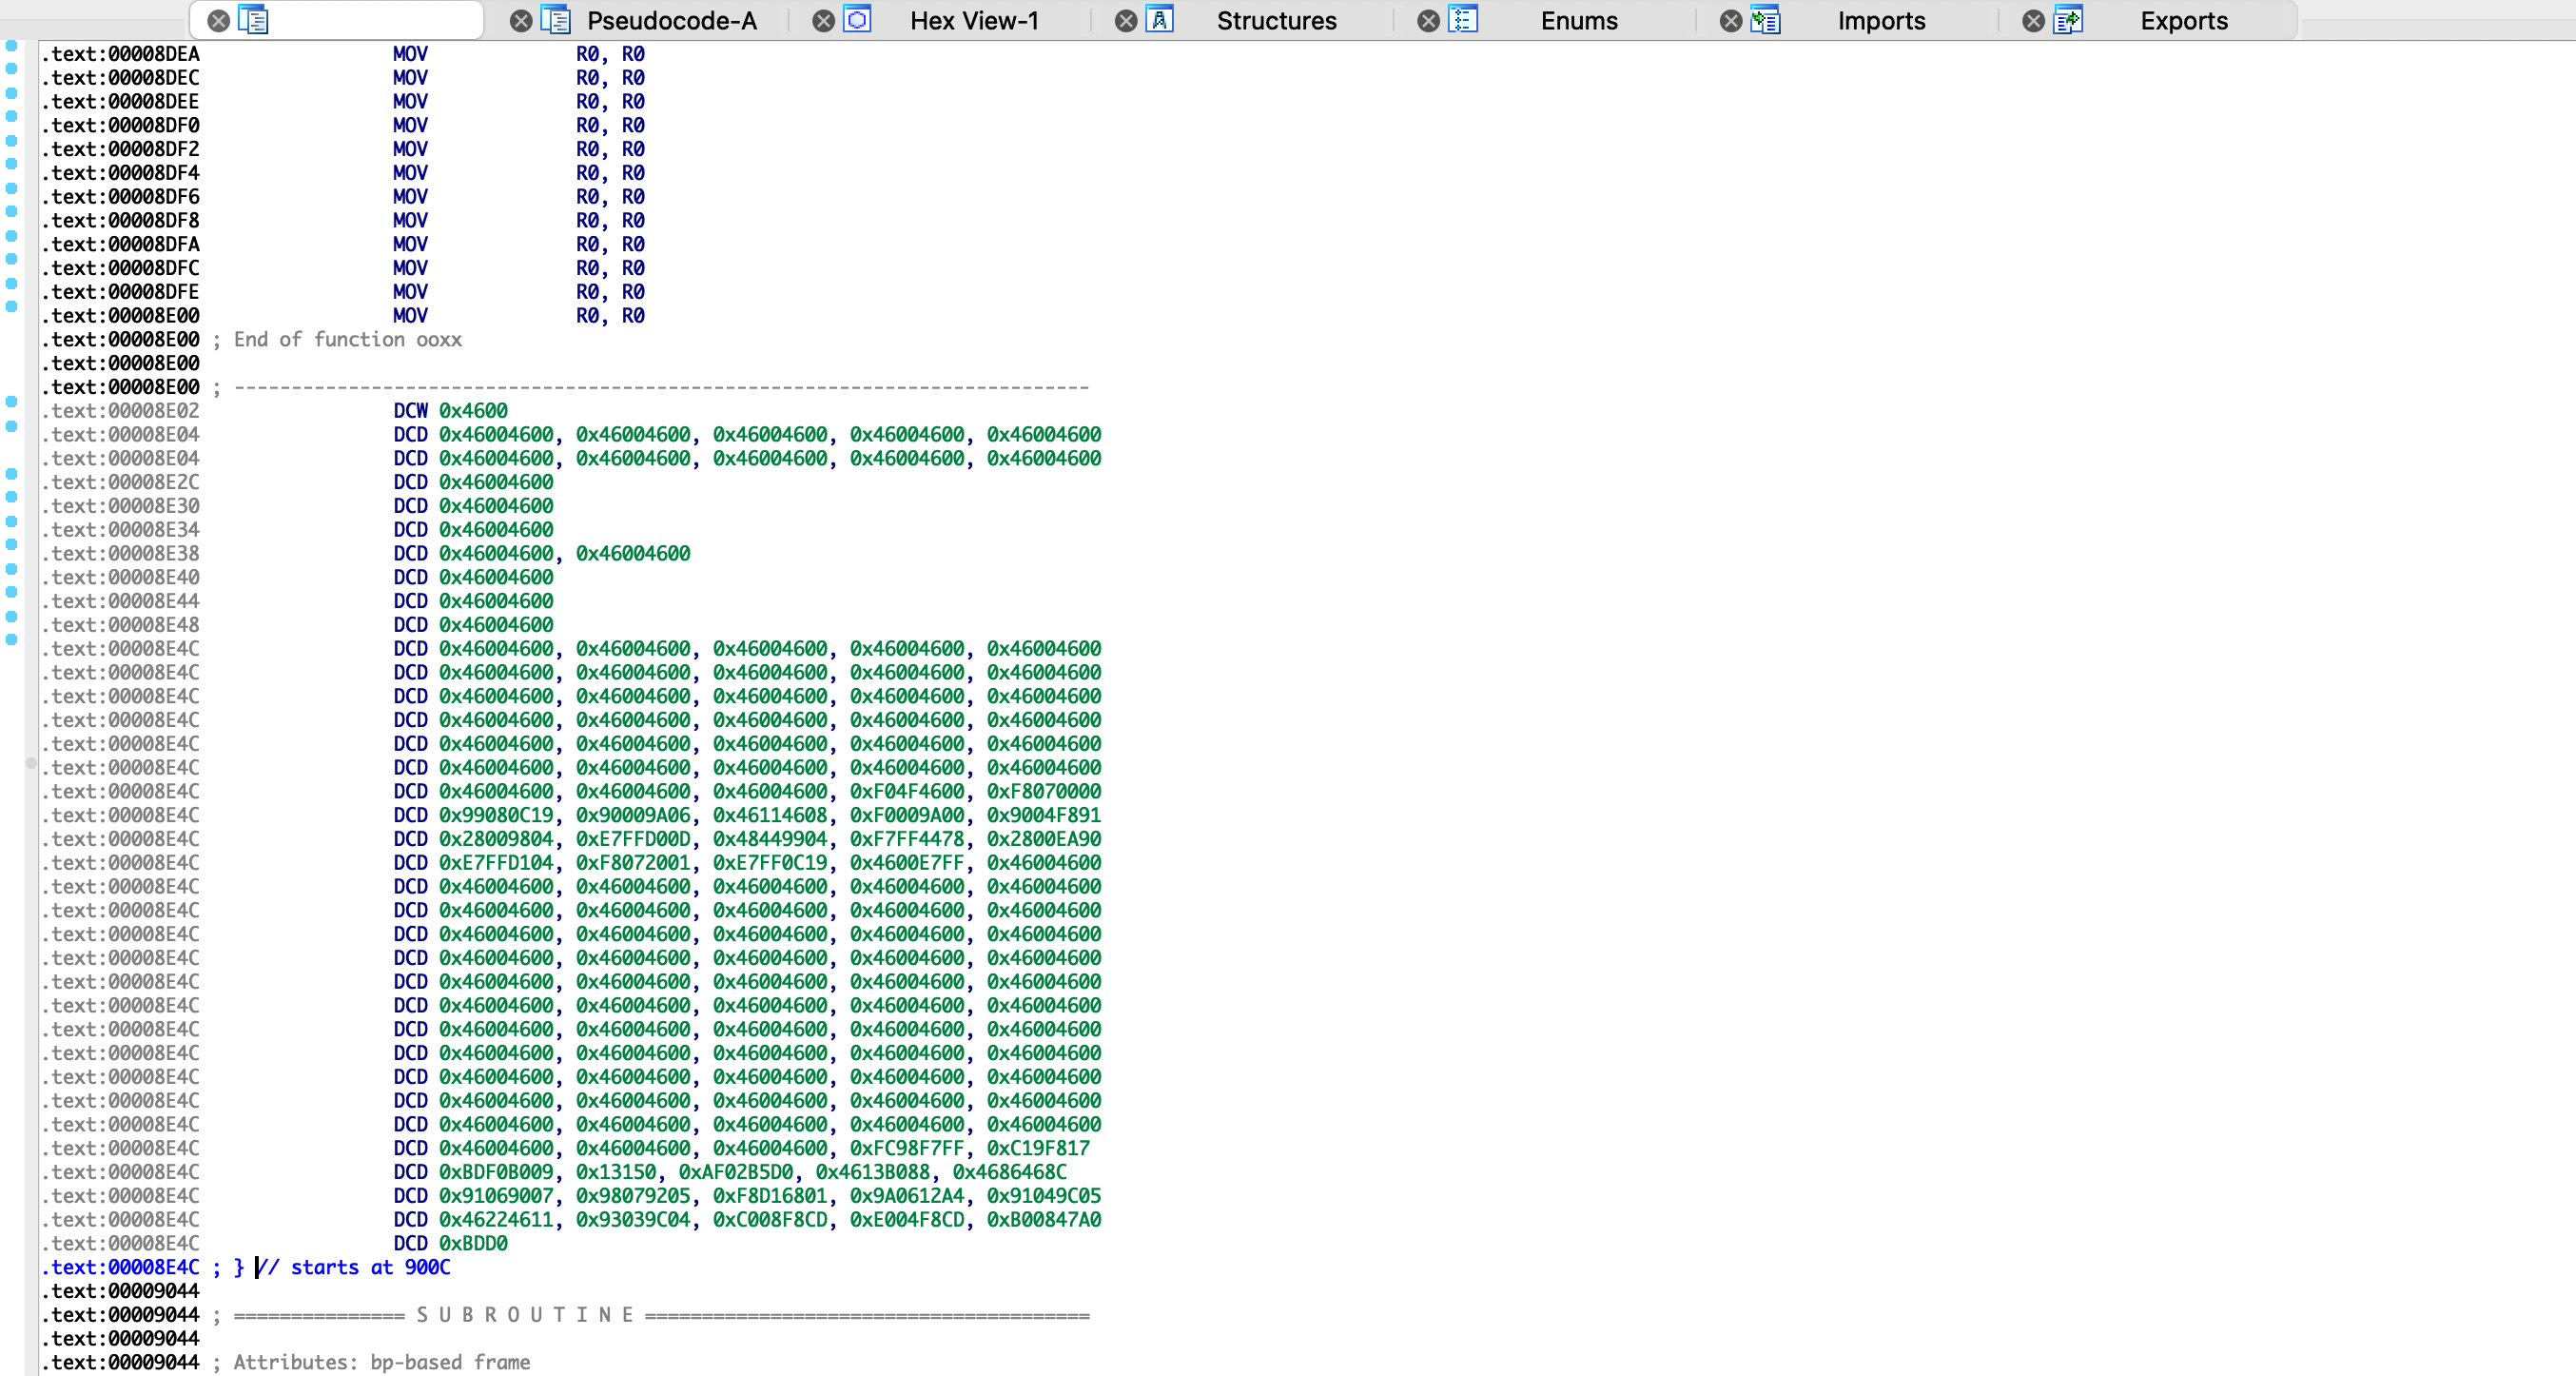 Pseudocode-A Hex View-1 Structures Enums Imports Exports
.text:00008DEA MOV R0, R0
.text:00008DEC MOV R0, R0
.text:00008DEE MOV R0, R0
.text:00008DF0 MOV R0, R0
.text:00008DF2 MOV R0, R0
.text:00008DF4 MOV R0, R0
.text:00008DF6 MOV R0, R0
.text:00008DF8 MOV R0, R0
.text:00008DFA MOV R0, R0
.text:00008DFC MOV R0, R0
.text:00008DFE MOV R0, R0
.text:00008E00 MOV R0, R0
.text:00008E00 ; End of function ooxx
.text:00008E00
.text:00008E00 ; ---------------------------------------------------------------------------
.text:00008E02 DCW 0x4600
.text:00008E04 DCD 0x46004600, 0x46004600, 0x46004600, 0x46004600, 0x46004600
.text:00008E04 DCD 0x46004600, 0x46004600, 0x46004600, 0x46004600, 0x46004600
.text:00008E2C DCD 0x46004600
.text:00008E30 DCD 0x46004600
.text:00008E34 DCD 0x46004600
.text:00008E38 DCD 0x46004600, 0x46004600
.text:00008E40 DCD 0x46004600
.text:00008E44 DCD 0x46004600
.text:00008E48 DCD 0x46004600
.text:00008E4C DCD 0x46004600, 0x46004600, 0x46004600, 0x46004600, 0x46004600
.text:00008E4C DCD 0x46004600, 0x46004600, 0x46004600, 0x46004600, 0x46004600
.text:00008E4C DCD 0x46004600, 0x46004600, 0x46004600, 0x46004600, 0x46004600
.text:00008E4C DCD 0x46004600, 0x46004600, 0x46004600, 0x46004600, 0x46004600
.text:00008E4C DCD 0x46004600, 0x46004600, 0x46004600, 0x46004600, 0x46004600
.text:00008E4C DCD 0x46004600, 0x46004600, 0x46004600, 0x46004600, 0x46004600
.text:00008E4C DCD 0x46004600, 0x46004600, 0x46004600, 0xF04F4600, 0xF8070000
.text:00008E4C DCD 0x99080C19, 0x90009A06, 0x46114608, 0xF0009A00, 0x9004F891
.text:00008E4C DCD 0x28009804, 0xE7FFD00D, 0x48449904, 0xF7FF4478, 0x2800EA90
.text:00008E4C DCD 0xE7FFD104, 0xF8072001, 0xE7FF0C19, 0x4600E7FF, 0x46004600
.text:00008E4C DCD 0x46004600, 0x46004600, 0x46004600, 0x46004600, 0x46004600
.text:00008E4C DCD 0x46004600, 0x46004600, 0x46004600, 0x46004600, 0x46004600
.text:00008E4C DCD 0x46004600, 0x46004600, 0x46004600, 0x46004600, 0x46004600
.text:00008E4C DCD 0x46004600, 0x46004600, 0x46004600, 0x46004600, 0x46004600
.text:00008E4C DCD 0x46004600, 0x46004600, 0x46004600, 0x46004600, 0x46004600
.text:00008E4C DCD 0x46004600, 0x46004600, 0x46004600, 0x46004600, 0x46004600
.text:00008E4C DCD 0x46004600, 0x46004600, 0x46004600, 0x46004600, 0x46004600
.text:00008E4C DCD 0x46004600, 0x46004600, 0x46004600, 0x46004600, 0x46004600
.text:00008E4C DCD 0x46004600, 0x46004600, 0x46004600, 0x46004600, 0x46004600
.text:00008E4C DCD 0x46004600, 0x46004600, 0x46004600, 0x46004600, 0x46004600
.text:00008E4C DCD 0x46004600, 0x46004600, 0x46004600, 0x46004600, 0x46004600
.text:00008E4C DCD 0x46004600, 0x46004600, 0x46004600, 0xFC98F7FF, 0xC19F817
.text:00008E4C DCD 0xBDF0B009, 0x13150, 0xAF02B5D0, 0x4613B088, 0x4686468C
.text:00008E4C DCD 0x91069007, 0x98079205, 0xF8D16801, 0x9A0612A4, 0x91049C05
.text:00008E4C DCD 0x46224611, 0x93039C04, 0xC008F8CD, 0xE004F8CD, 0xB00847A0
.text:00008E4C DCD 0xBDD0
.text:00008E4C ; } // starts at 900C
.text:00009044
.text:00009044 ; =============== S U B R O U T I N E =======================================
.text:00009044
.text:00009044 ; Attributes: bp-based frame